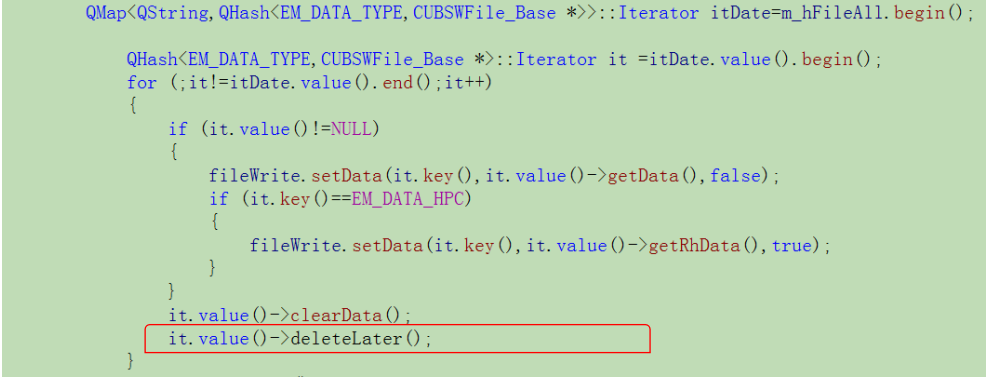 QMap<QString,QHash<EM_DATA_TYPE,CUBSWFile_Base *>>::Iterator itDate=m_hFileAll.begin();
QHash<EM_DATA_TYPE,CUBSWFile_Base *>::Iterator it =itDate.value().begin();
for (;it!=itDate.value().end();it++)
{
if (it.value()!=NULL)
{
fileWrite.setData(it.key(),it.value()->getData(),false);
if (it.key()==EM_DATA_HPC)
{
fileWrite.setData(it.key(),it.value()->getRhData(),true);
}
}
it.value()->clearData();
it.value()->deleteLater();
}